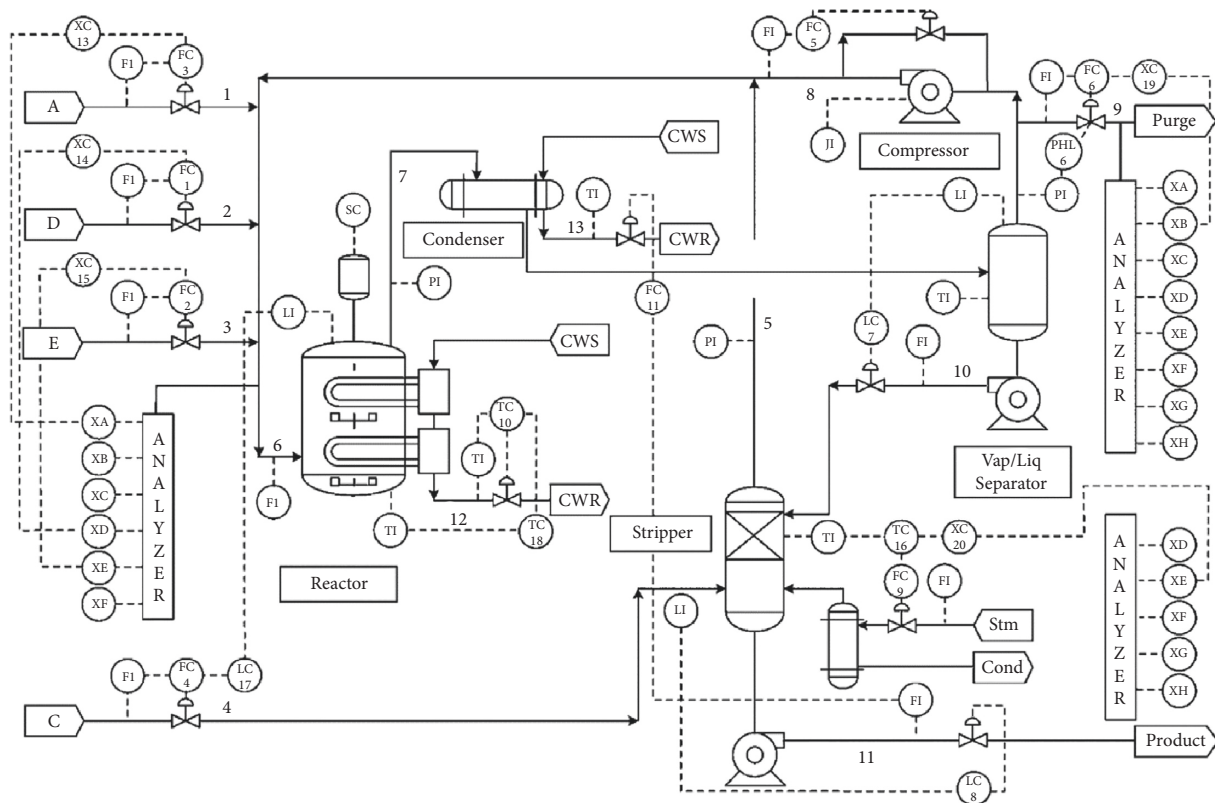 XC
13
F1
FC
3
A
1
XC
14
F1
FC
1
D
2
XC
15
F1
FC
2
E
3
LI
SC
7
PI
Condenser
CWS
TI
13
CWR
FC
11
CWS
TC
10
TI
CWR
12
TI
TC
18
6
F1
Reactor
XA
XB
XC
XD
XE
XF
ANALYZER
F1
FC
4
LC
17
C
4
FI
FC
5
8
JI
Compressor
FI
FC
6
XC
19
9
Purge
PHL
6
PI
LI
TI
LC
7
FI
10
Vap/Liq
Separator
ANALYZER
XA
XB
XC
XD
XE
XF
XG
XH
5
PI
Stripper
TI
TC
16
XC
20
FC
9
FI
Stm
Cond
LI
FI
11
LC
8
Product
ANALYZER
XD
XE
XF
XG
XH